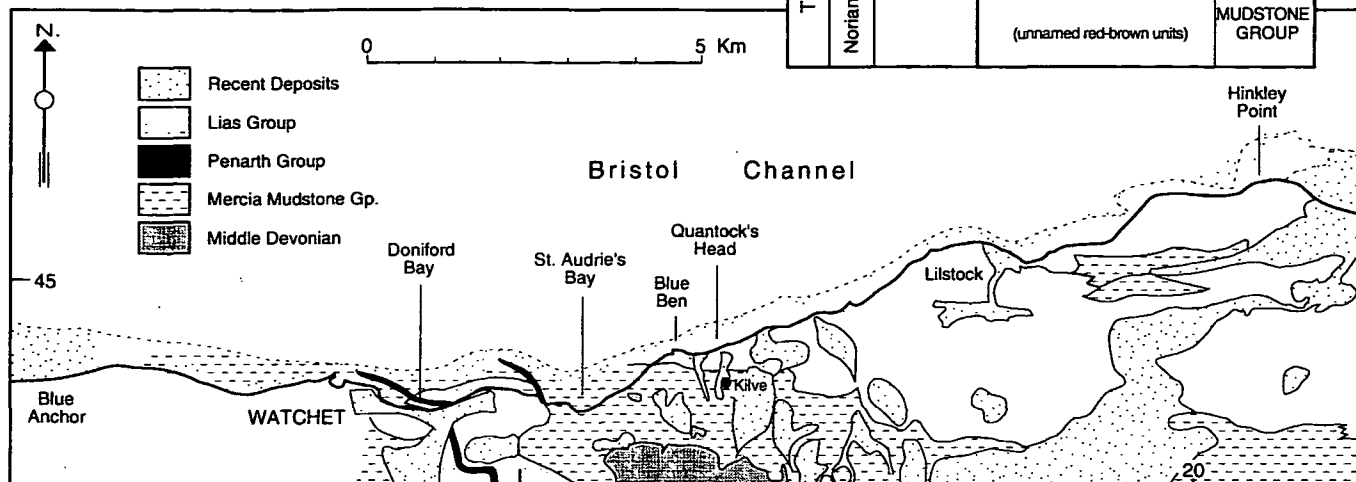 T
Norian
(unnamed red-brown units)
MUDSTONE
GROUP
N.
0
5 Km
Recent Deposits
Lias Group
Penarth Group
Mercia Mudstone Gp.
Middle Devonian
Bristol Channel
Hinkley
Point
Quantock's
Head
Doniford
Bay
St. Audrie's
Bay
Blue
Ben
Lilstock
45
Kilve
Blue
Anchor
WATCHET
20